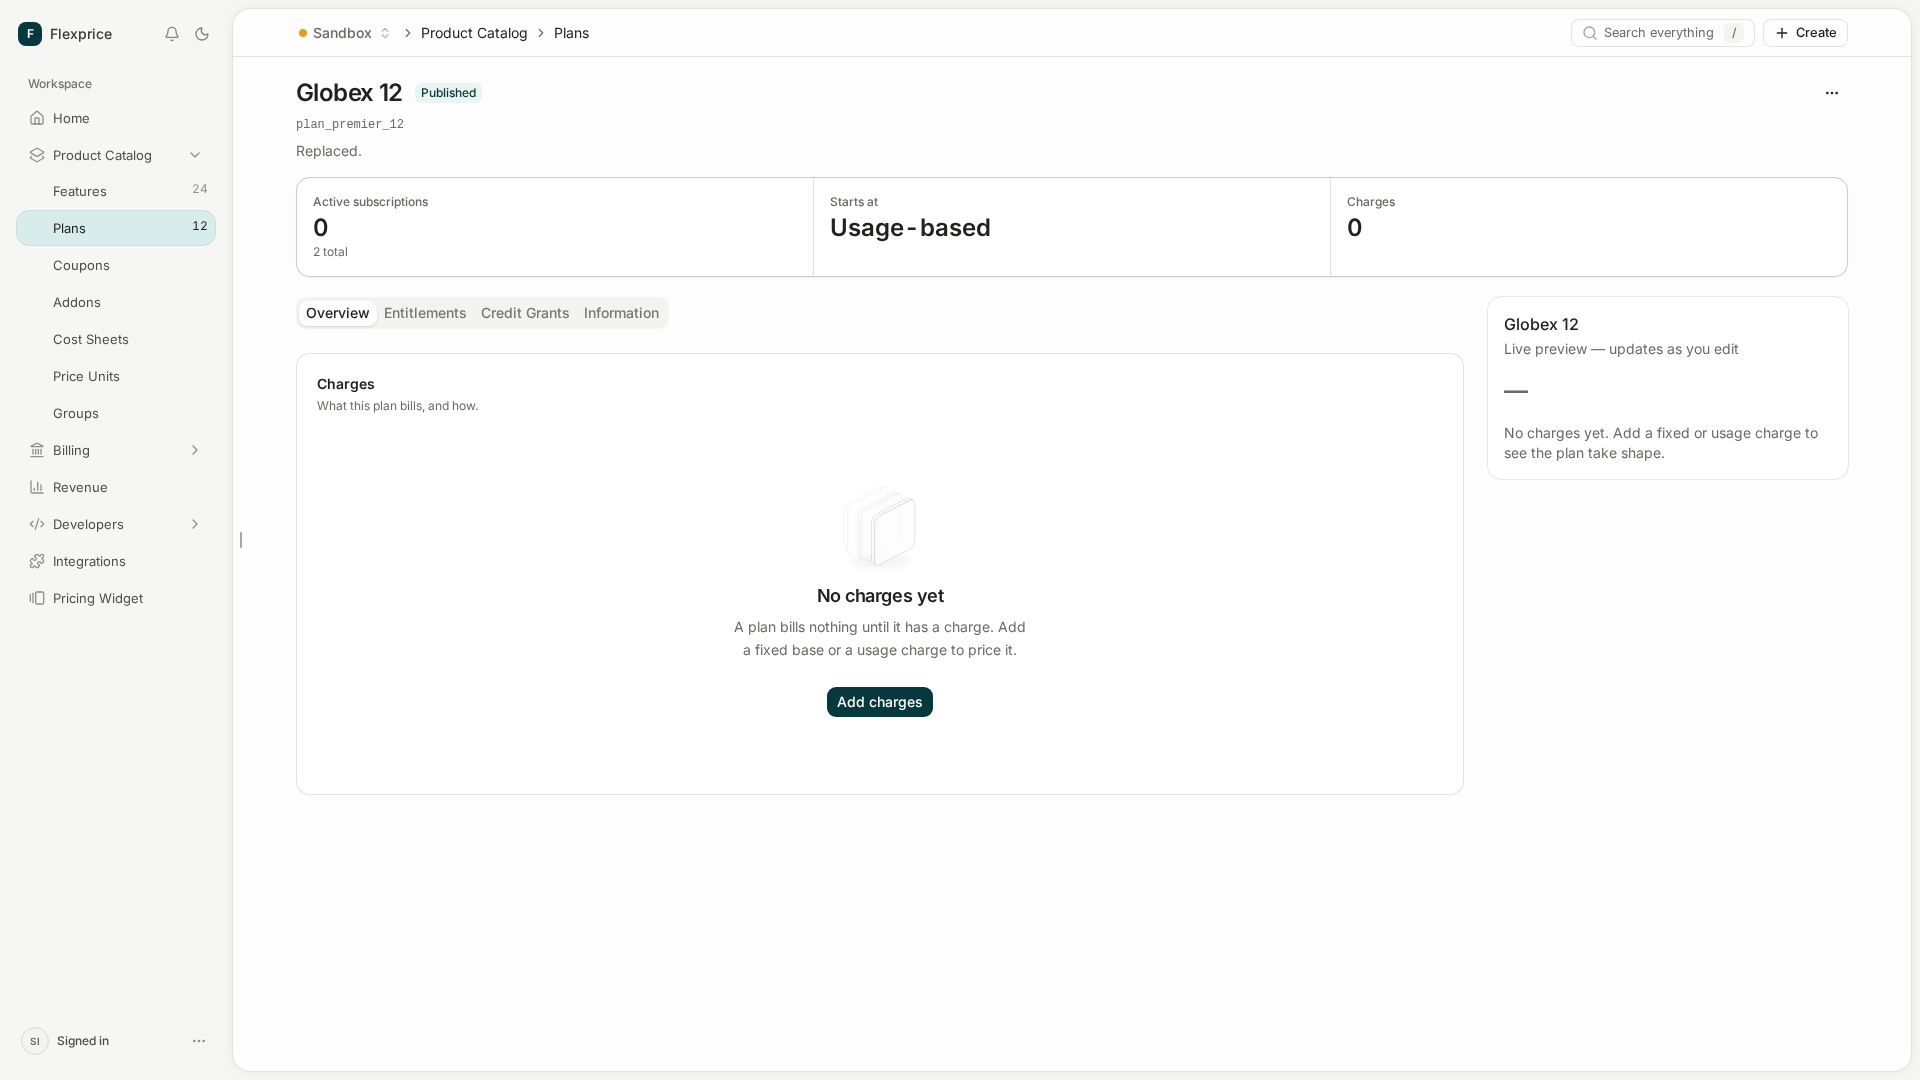 F Flexprice
Workspace
Home
Product Catalog
Features 24
Plans 12
Coupons
Addons
Cost Sheets
Price Units
Groups
Billing
Revenue
Developers
Integrations
Pricing Widget
SI Signed in
Sandbox Product Catalog Plans
Search everything /
Create
Globex 12 Published
plan_premier_12
Replaced.
Active subscriptions
0
2 total
Starts at
Usage-based
Charges
0
Overview Entitlements Credit Grants Information
Charges
What this plan bills, and how.
No charges yet
A plan bills nothing until it has a charge. Add
a fixed base or a usage charge to price it.
Add charges
Globex 12
Live preview — updates as you edit
—
No charges yet. Add a fixed or usage charge to
see the plan take shape.